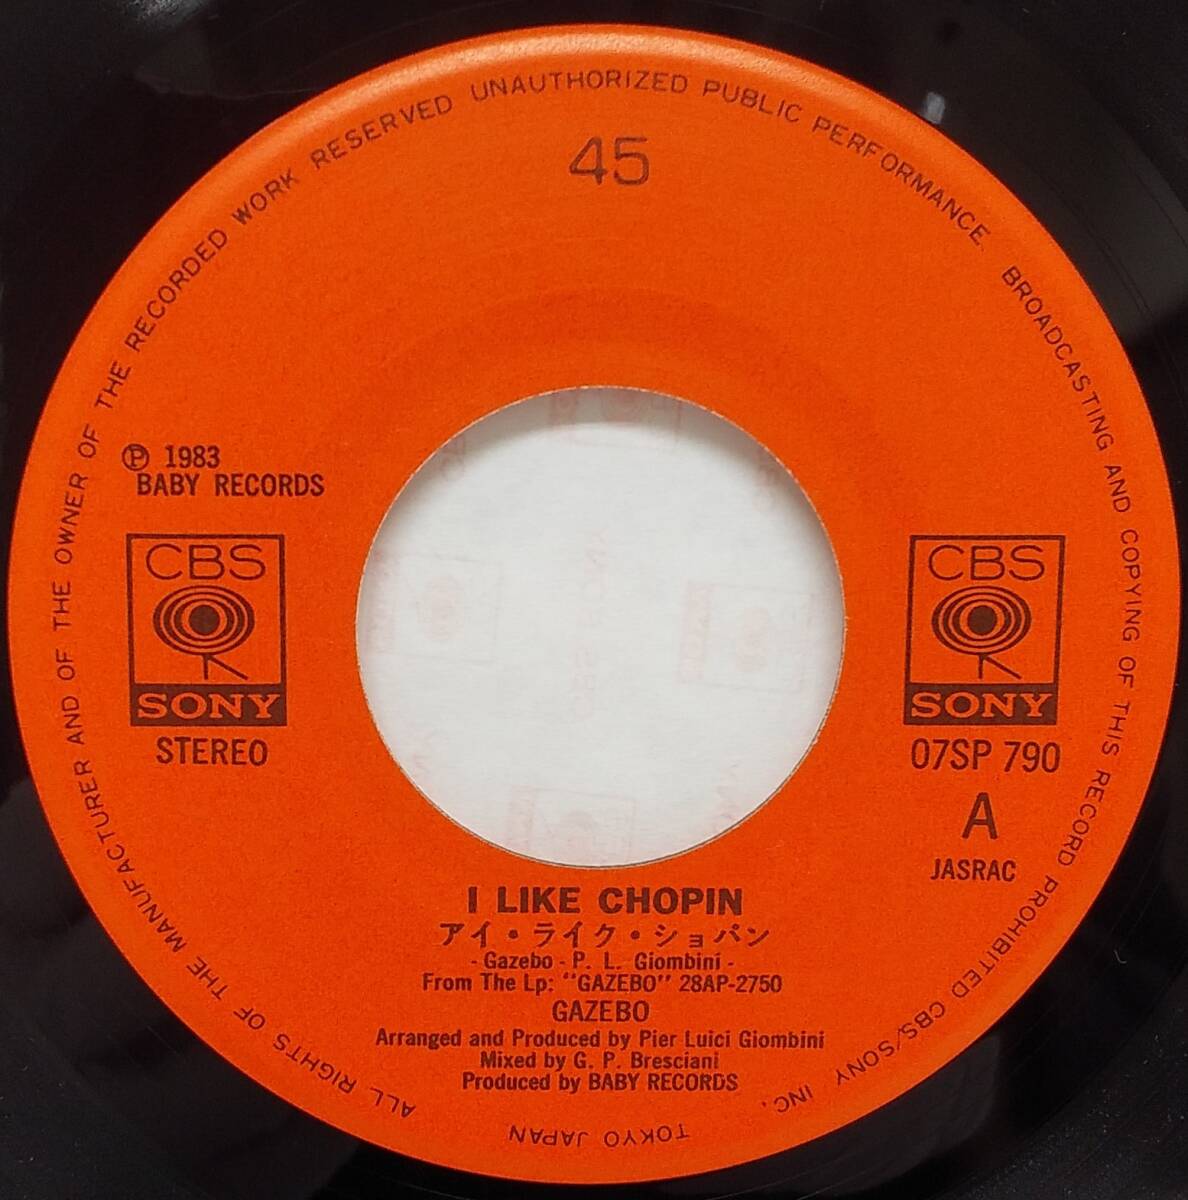 ALL RIGHTS OF THE MANUFACTURER AND OF THE OWNER OF THE RECORDED WORK RESERVED UNAUTHORIZED PUBLIC PERFORMANCE BROADCASTING AND COPYING OF THIS RECORD PROHIBITED CBS/SONY INC.
TOKYO JAPAN
45
Ⓟ 1983
BABY RECORDS
CBS
SONY
STEREO
CBS
SONY
07SP 790
A
JASRAC
I LIKE CHOPIN
アイ・ライク・ショパン
- Gazebo - P. L. Giombini -
From The Lp: "GAZEBO" 28AP-2750
GAZEBO
Arranged and Produced by Pier Luici Giombini
Mixed by G. P. Bresciani
Produced by BABY RECORDS